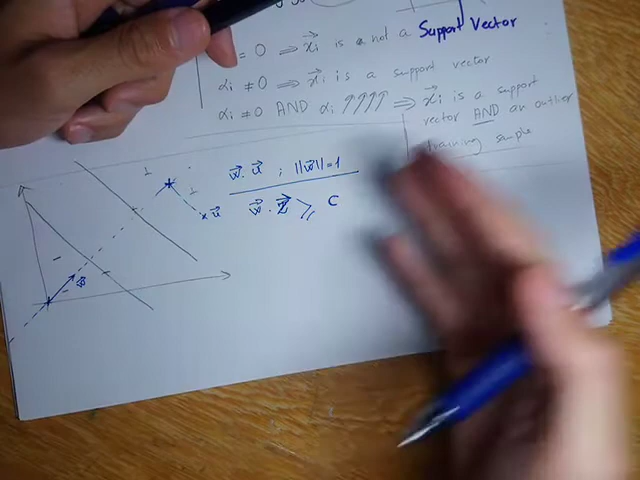 = 0 ⟹ x⃗i is not a Support Vector
αi ≠ 0 ⟹ x⃗i is a support vector
αi ≠ 0 AND αi ↑↑↑↑ ⟹ x⃗i is a support
vector AND an outlier
training sample
w⃗ . u⃗ ; ||w⃗|| = 1
w⃗ . x⃗ ⩾ C
⊥
⊥
x u⃗
-
w⃗
-